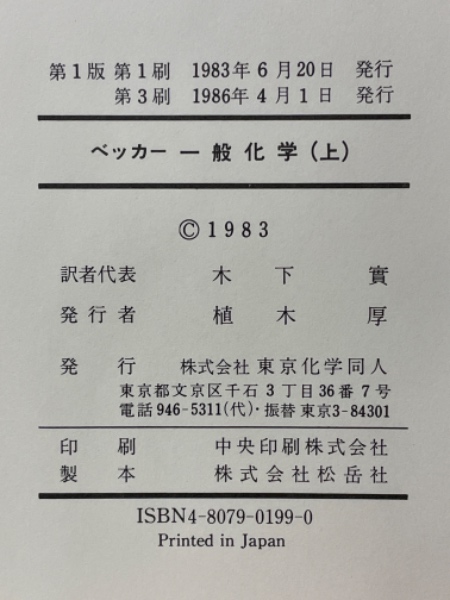 第1版 第1刷 1983年6月20日 発行
第3刷 1986年4月1日 発行
ベッカー 一般化学(上)
© 1983
訳者代表 木下實
発行者 植木厚
発行 株式会社 東京化学同人
東京都文京区千石3丁目36番7号
電話 946-5311(代)・振替 東京3-84301
印刷 中央印刷株式会社
製本 株式会社松岳社
ISBN4-8079-0199-0
Printed in Japan